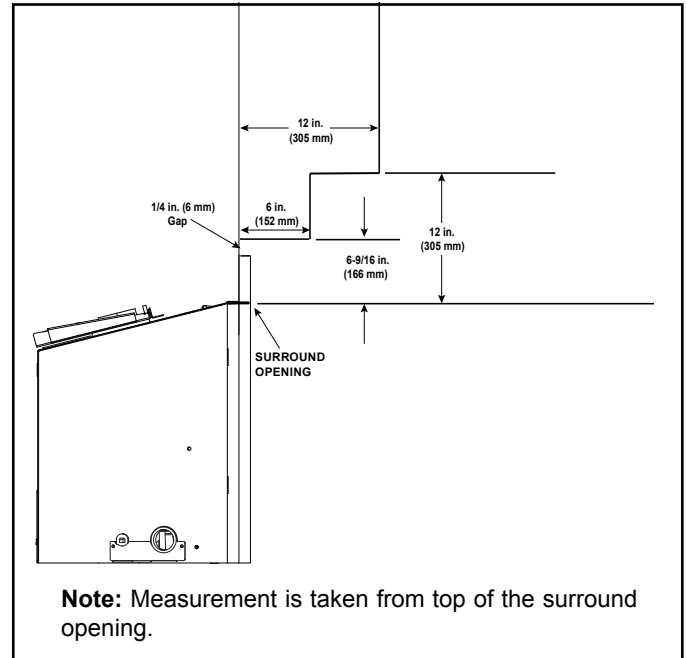 12 in.
(305 mm)
1/4 in. (6 mm)
Gap
6 in.
(152 mm)
12 in.
(305 mm)
6-9/16 in.
(166 mm)
SURROUND
OPENING
Note: Measurement is taken from top of the surround
opening.